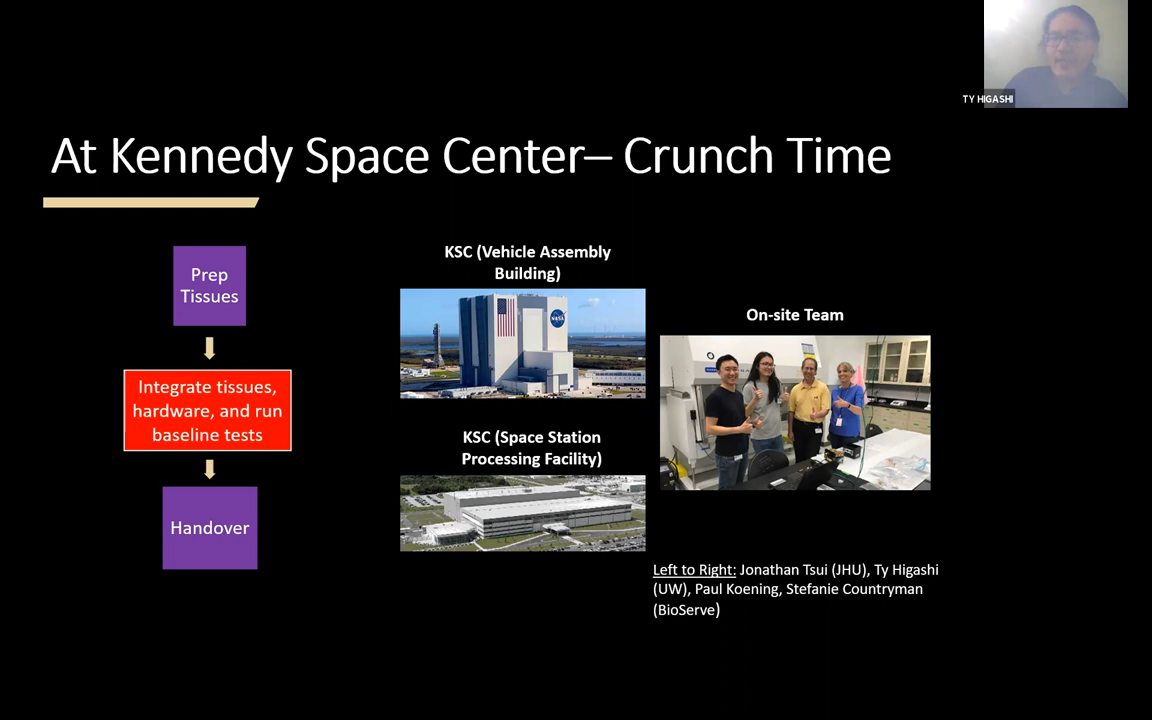 TY HIGASHI
At Kennedy Space Center– Crunch Time
Prep
Tissues
Integrate tissues,
hardware, and run
baseline tests
Handover
KSC (Vehicle Assembly
Building)
NASA
KSC (Space Station
Processing Facility)
On-site Team
Left to Right: Jonathan Tsui (JHU), Ty Higashi
(UW), Paul Koening, Stefanie Countryman
(BioServe)